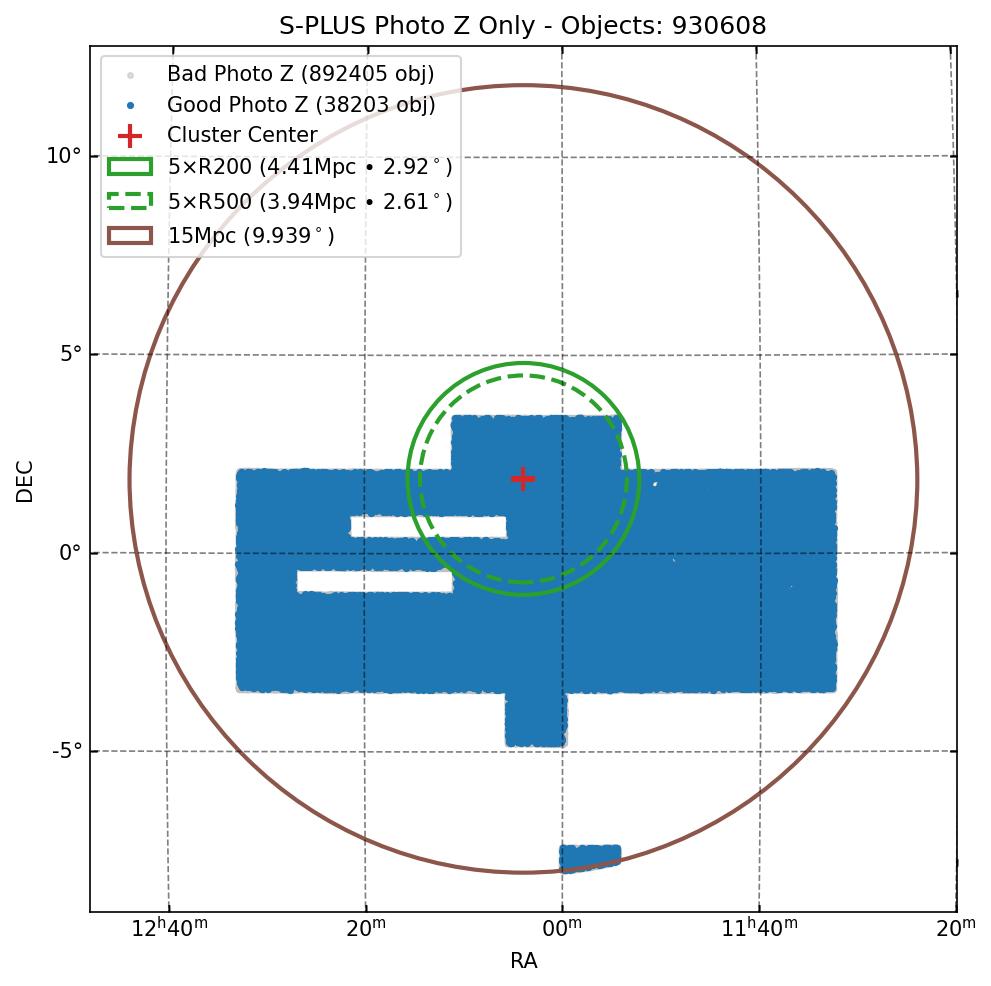 S-PLUS Photo Z Only - Objects: 930608
Bad Photo Z (892405 obj)
Good Photo Z (38203 obj)
Cluster Center
5×R200 (4.41Mpc • 2.92°)
5×R500 (3.94Mpc • 2.61°)
15Mpc (9.939°)
10°
5°
0°
-5°
DEC
12ʰ40ᵐ 20ᵐ 00ᵐ 11ʰ40ᵐ 20ᵐ
RA